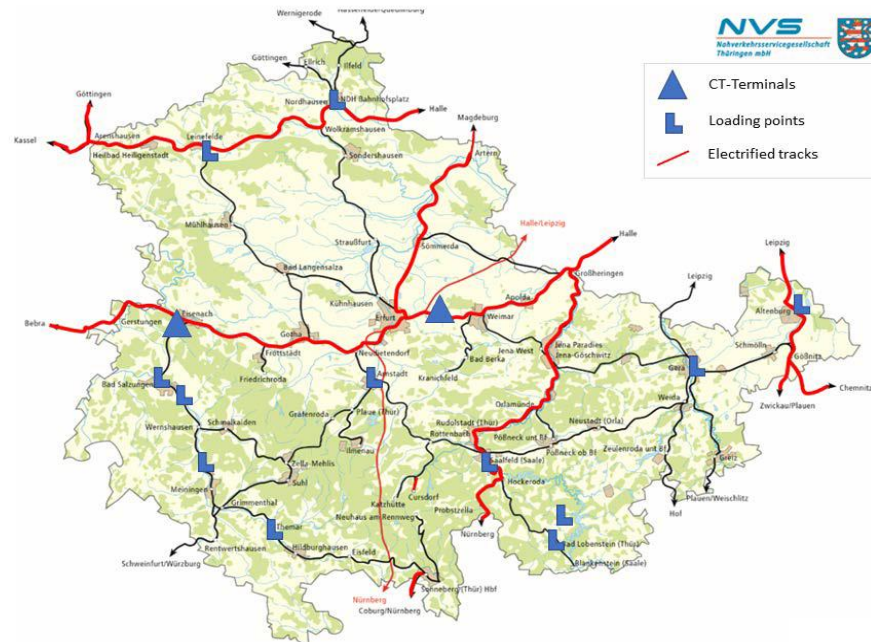 Wernigerode
Göttingen
Ellrich
Ilfeld
NVS
Nahverkehrsservicegesellschaft
Thüringen mbH
CT-Terminals
Loading points
Electrified tracks
Göttingen
Nordhausen
NDH Bahnhofsplatz
Halle
Magdeburg
Kassel
Arenshausen
Leinefelde
Wolkramshausen
Heilbad Heiligenstadt
Sondershausen
Artern
Mühlhausen
Straußfurt
Sömmerda
Halle/Leipzig
Halle
Leipzig
Bad Langensalza
Großheringen
Leipzig
Kühnhausen
Apolda
Altenburg
Eisenach
Erfurt
Weimar
Bebra
Gerstungen
Gotha
Jena Paradies
Schmölln
Fröttstädt
Neudietendorf
Bad Berka
Jena-West
Jena-Göschwitz
Gößnitz
Gera
Friedrichroda
Arnstadt
Kranichfeld
Chemnitz
Bad Salzungen
Orlamünde
Weida
Zwickau/Plauen
Gräfenroda
Plaue (Thür)
Rudolstadt (Thür)
Neustadt (Orla)
Wernshausen
Schmalkalden
Rottenbach
Pößneck unt Bf
Ilmenau
Pößneck ob Bf
Zeulenroda unt Bf
Greiz
Zella-Mehlis
Saalfeld (Saale)
Suhl
Hockeroda
Meiningen
Cursdorf
Katzhütte
Plauen/Weischlitz
Grimmenthal
Probstzella
Hof
Neuhaus am Rennweg
Themar
Nürnberg
Bad Lobenstein (Thür)
Rentwertshausen
Hildburghausen
Eisfeld
Blankenstein (Saale)
Schweinfurt/Würzburg
Sonneberg (Thür) Hbf
Nürnberg
Coburg/Nürnberg